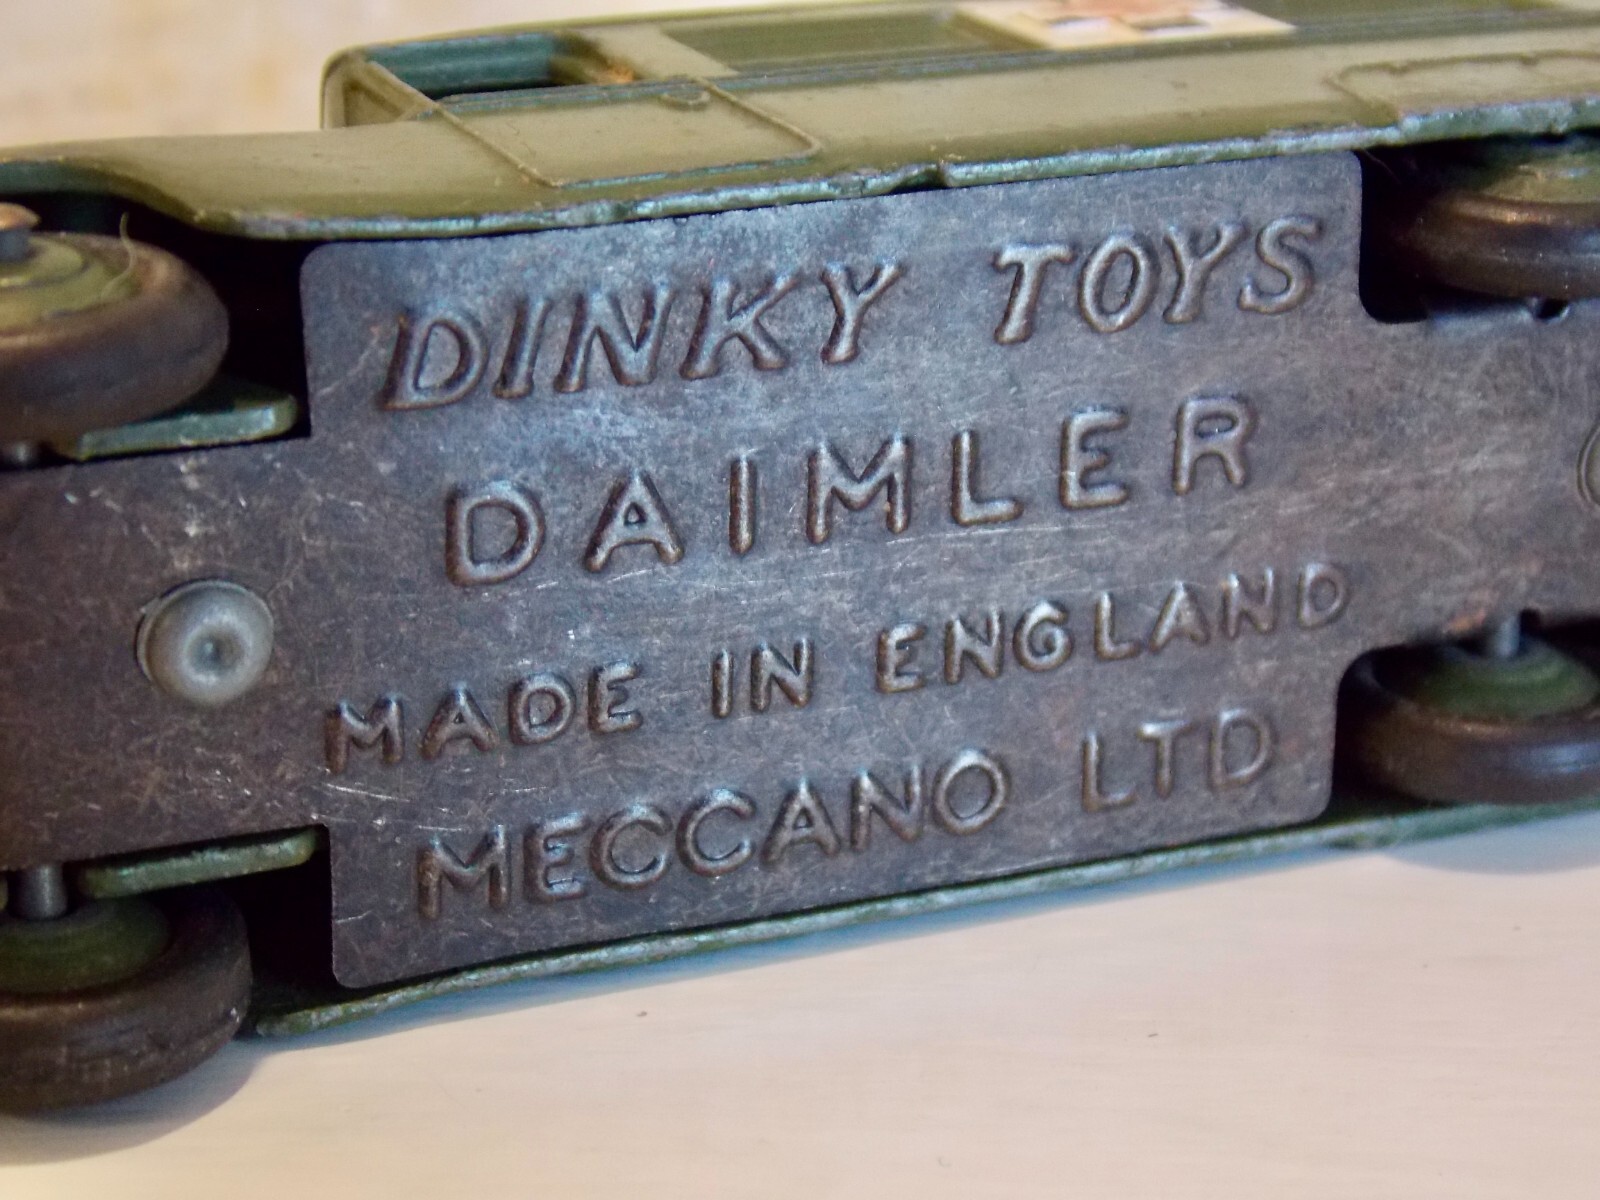 DINKY TOYS
DAIMLER
MADE IN ENGLAND
MECCANO LTD